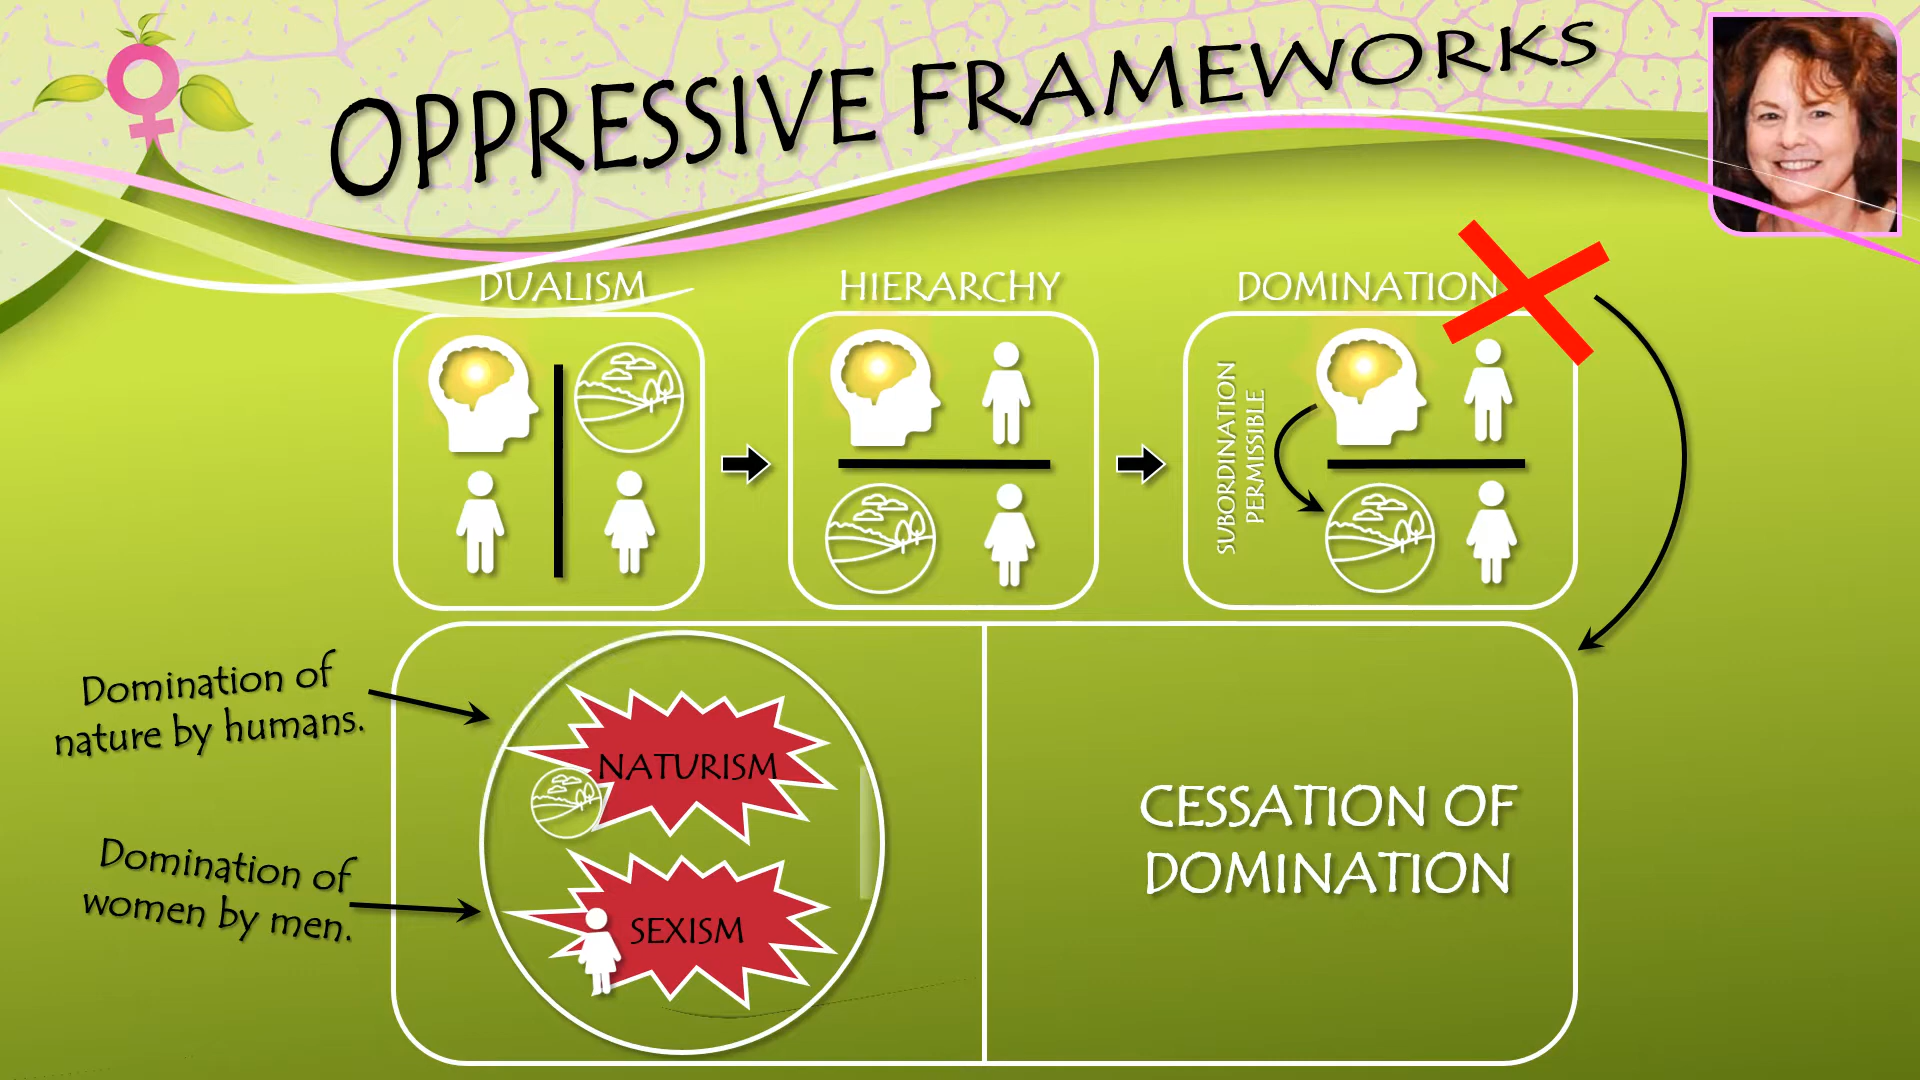 OPPRESSIVE FRAMEWORKS
DUALISM
HIERARCHY
DOMINATION
SUBORDINATION
PERMISSIBLE
Domination of
nature by humans.
NATURISM
Domination of
women by men.
SEXISM
CESSATION OF
DOMINATION